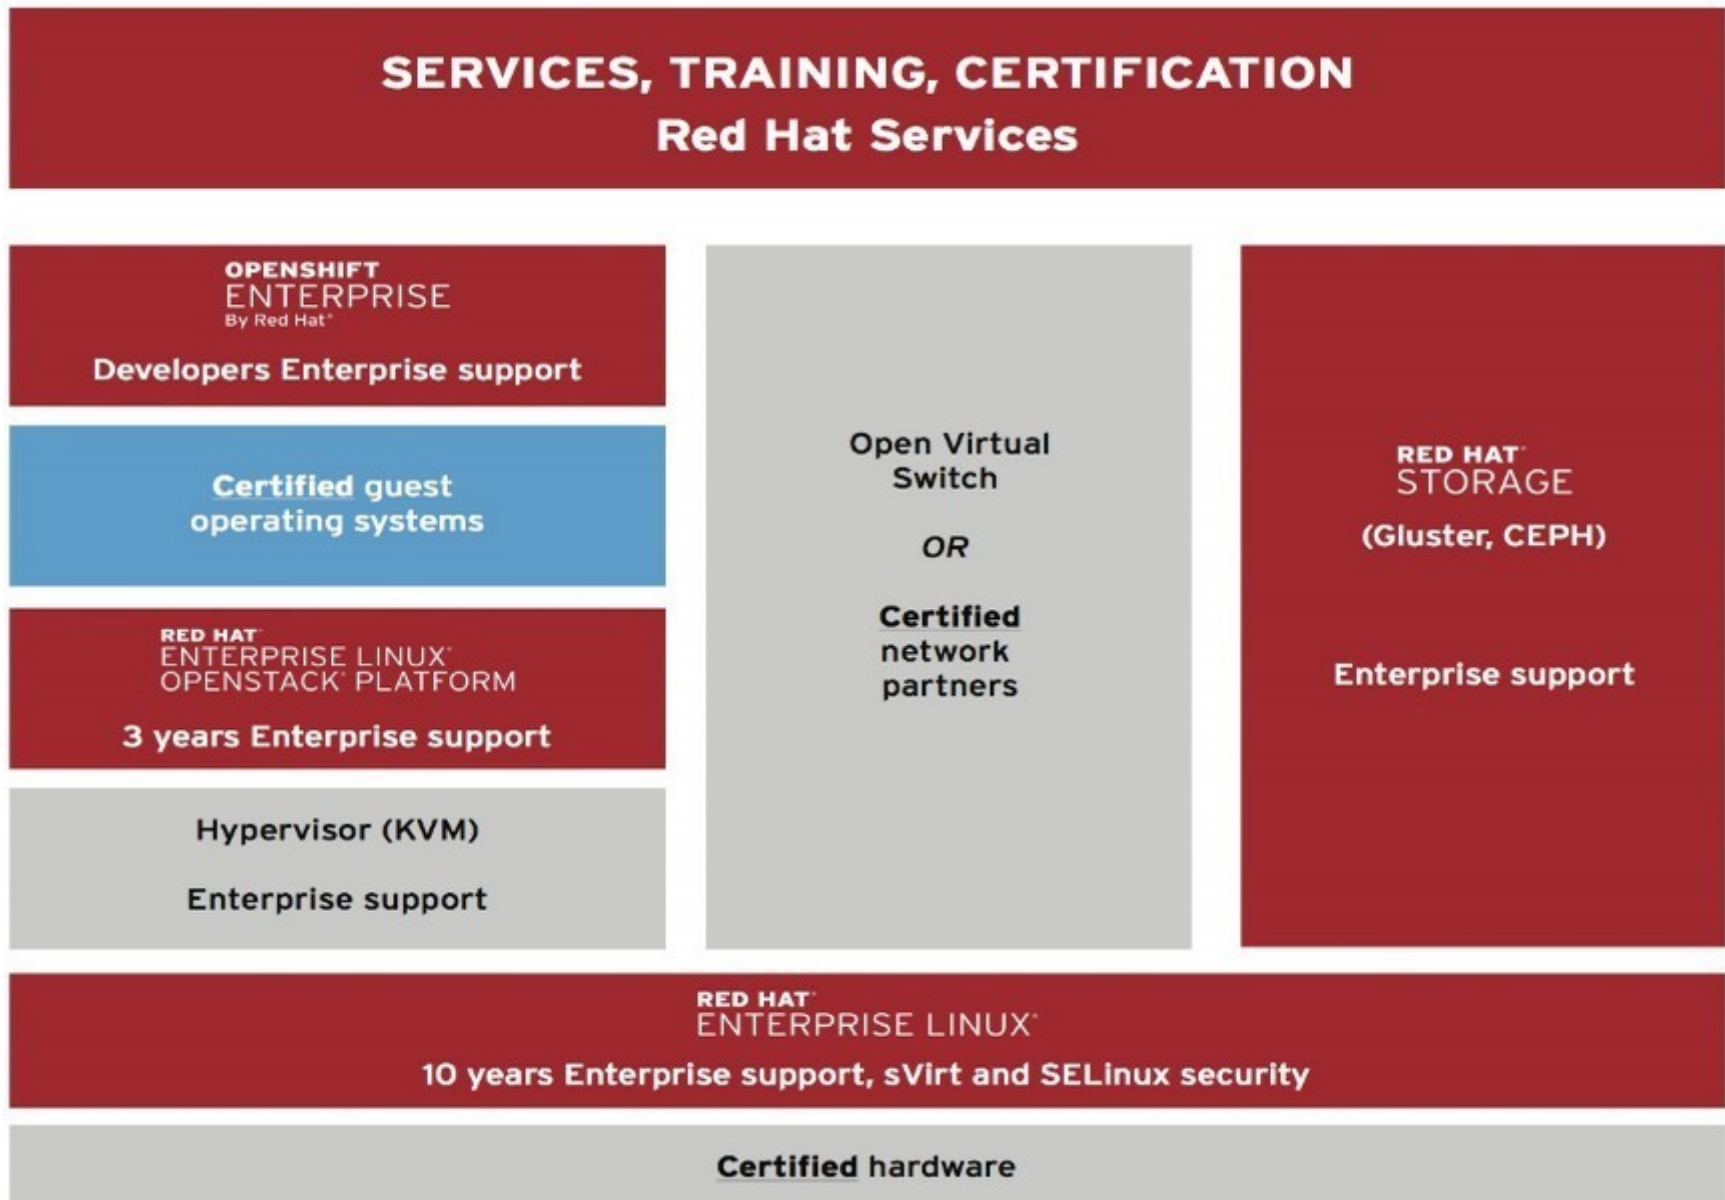 SERVICES, TRAINING, CERTIFICATION
Red Hat Services
OPENSHIFT
ENTERPRISE
By Red Hat®
Developers Enterprise support
Certified guest
operating systems
RED HAT®
ENTERPRISE LINUX®
OPENSTACK® PLATFORM
3 years Enterprise support
Hypervisor (KVM)
Enterprise support
Open Virtual
Switch
OR
Certified
network
partners
RED HAT®
STORAGE
(Gluster, CEPH)
Enterprise support
RED HAT®
ENTERPRISE LINUX®
10 years Enterprise support, sVirt and SELinux security
Certified hardware